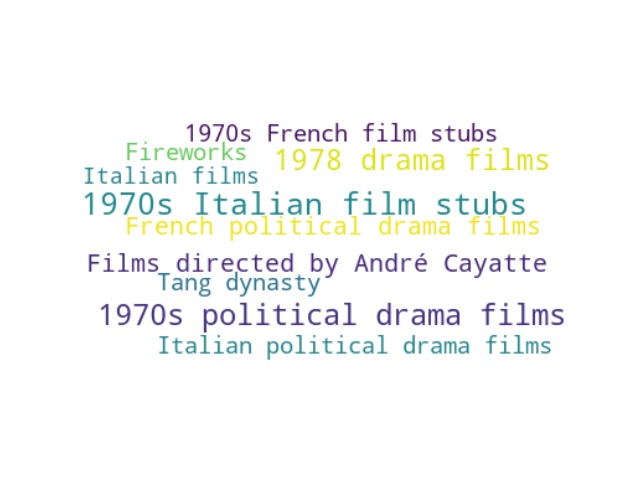 1970s French film stubs
Fireworks
1978 drama films
Italian films
1970s Italian film stubs
French political drama films
Films directed by André Cayatte
Tang dynasty
1970s political drama films
Italian political drama films